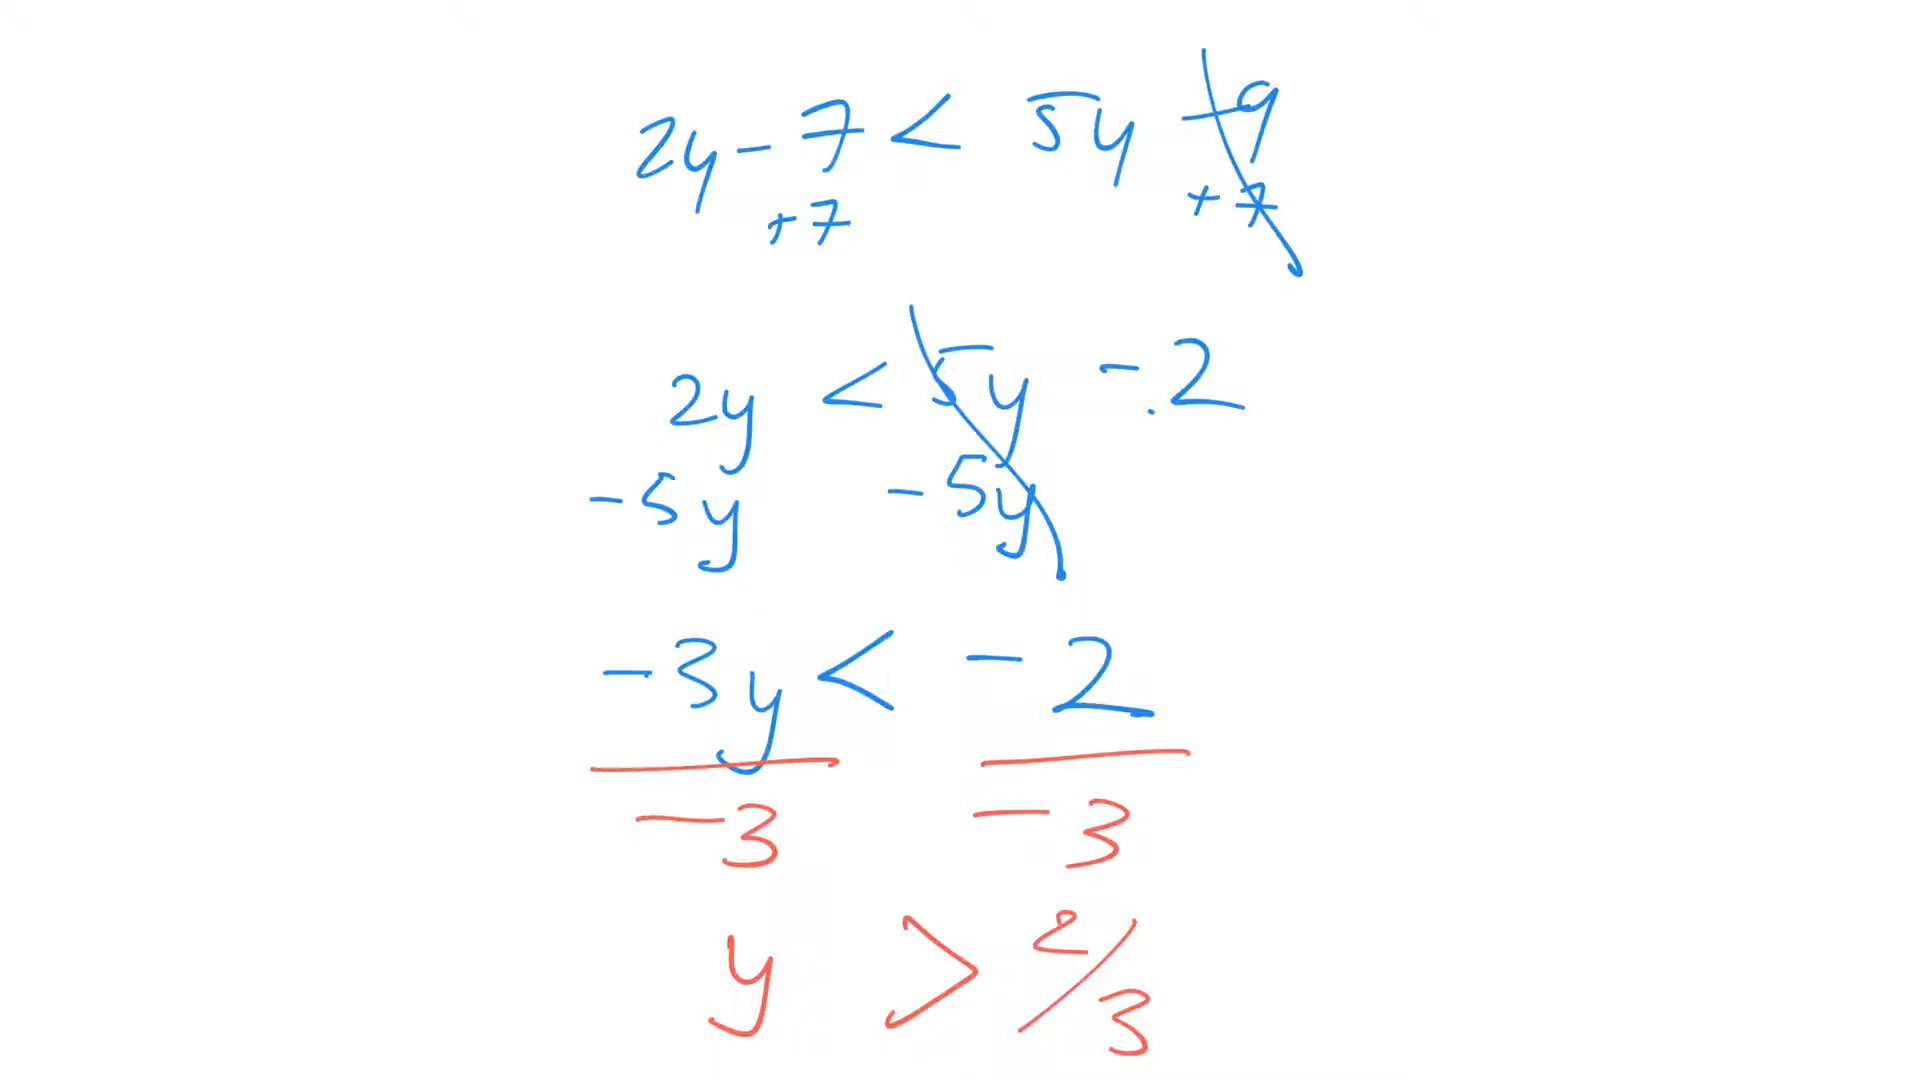 2y - 7 < 5y - 9
+7 +7
2y < 5y - 2
-5y -5y
-3y < -2
-3 -3
y > 2/3